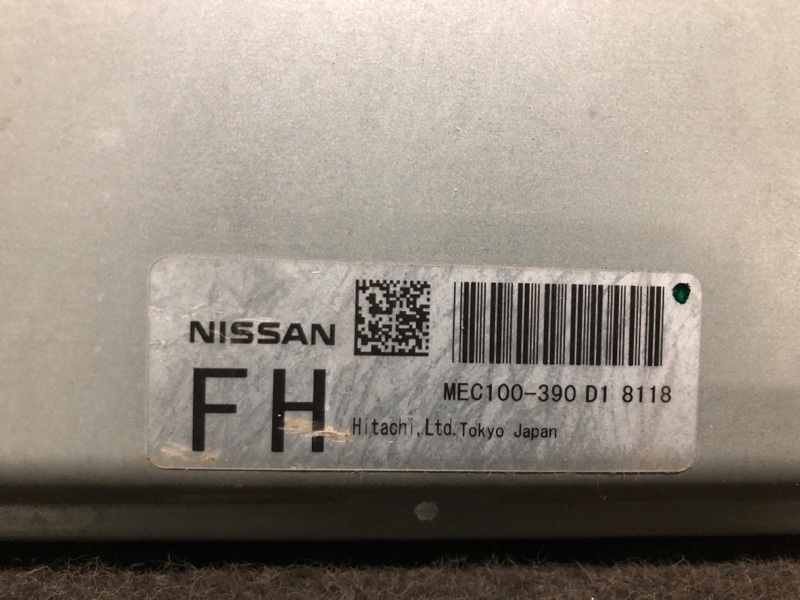 NISSAN
FH
MEC100-390 D1 8118
Hitachi,Ltd.Tokyo Japan